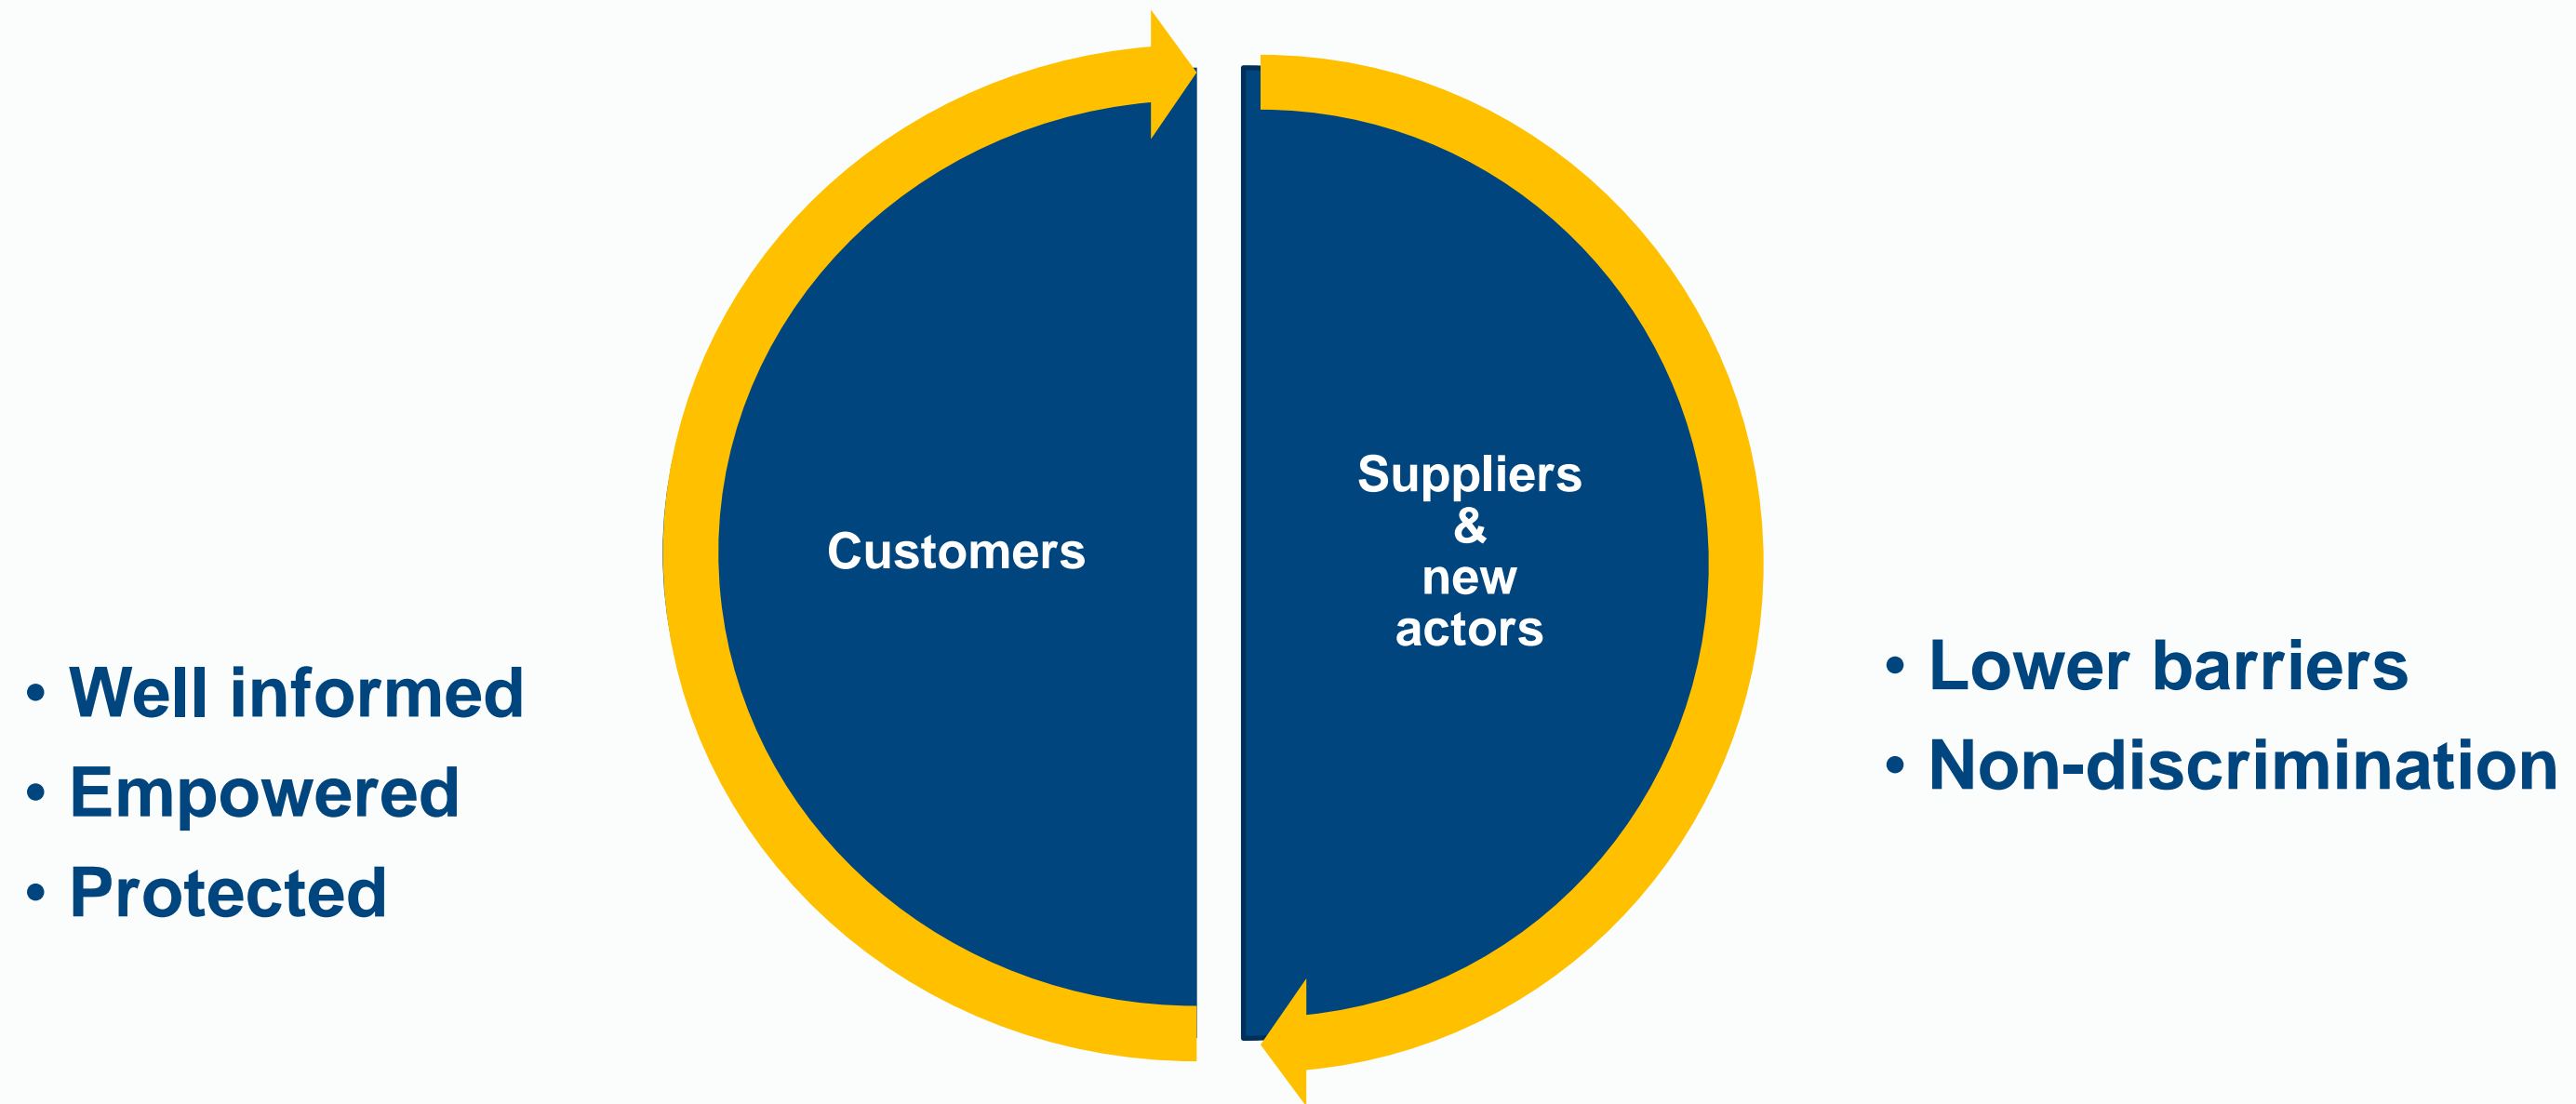 Customers
Suppliers
&
new
actors
• Well informed
• Empowered
• Protected
• Lower barriers
• Non-discrimination